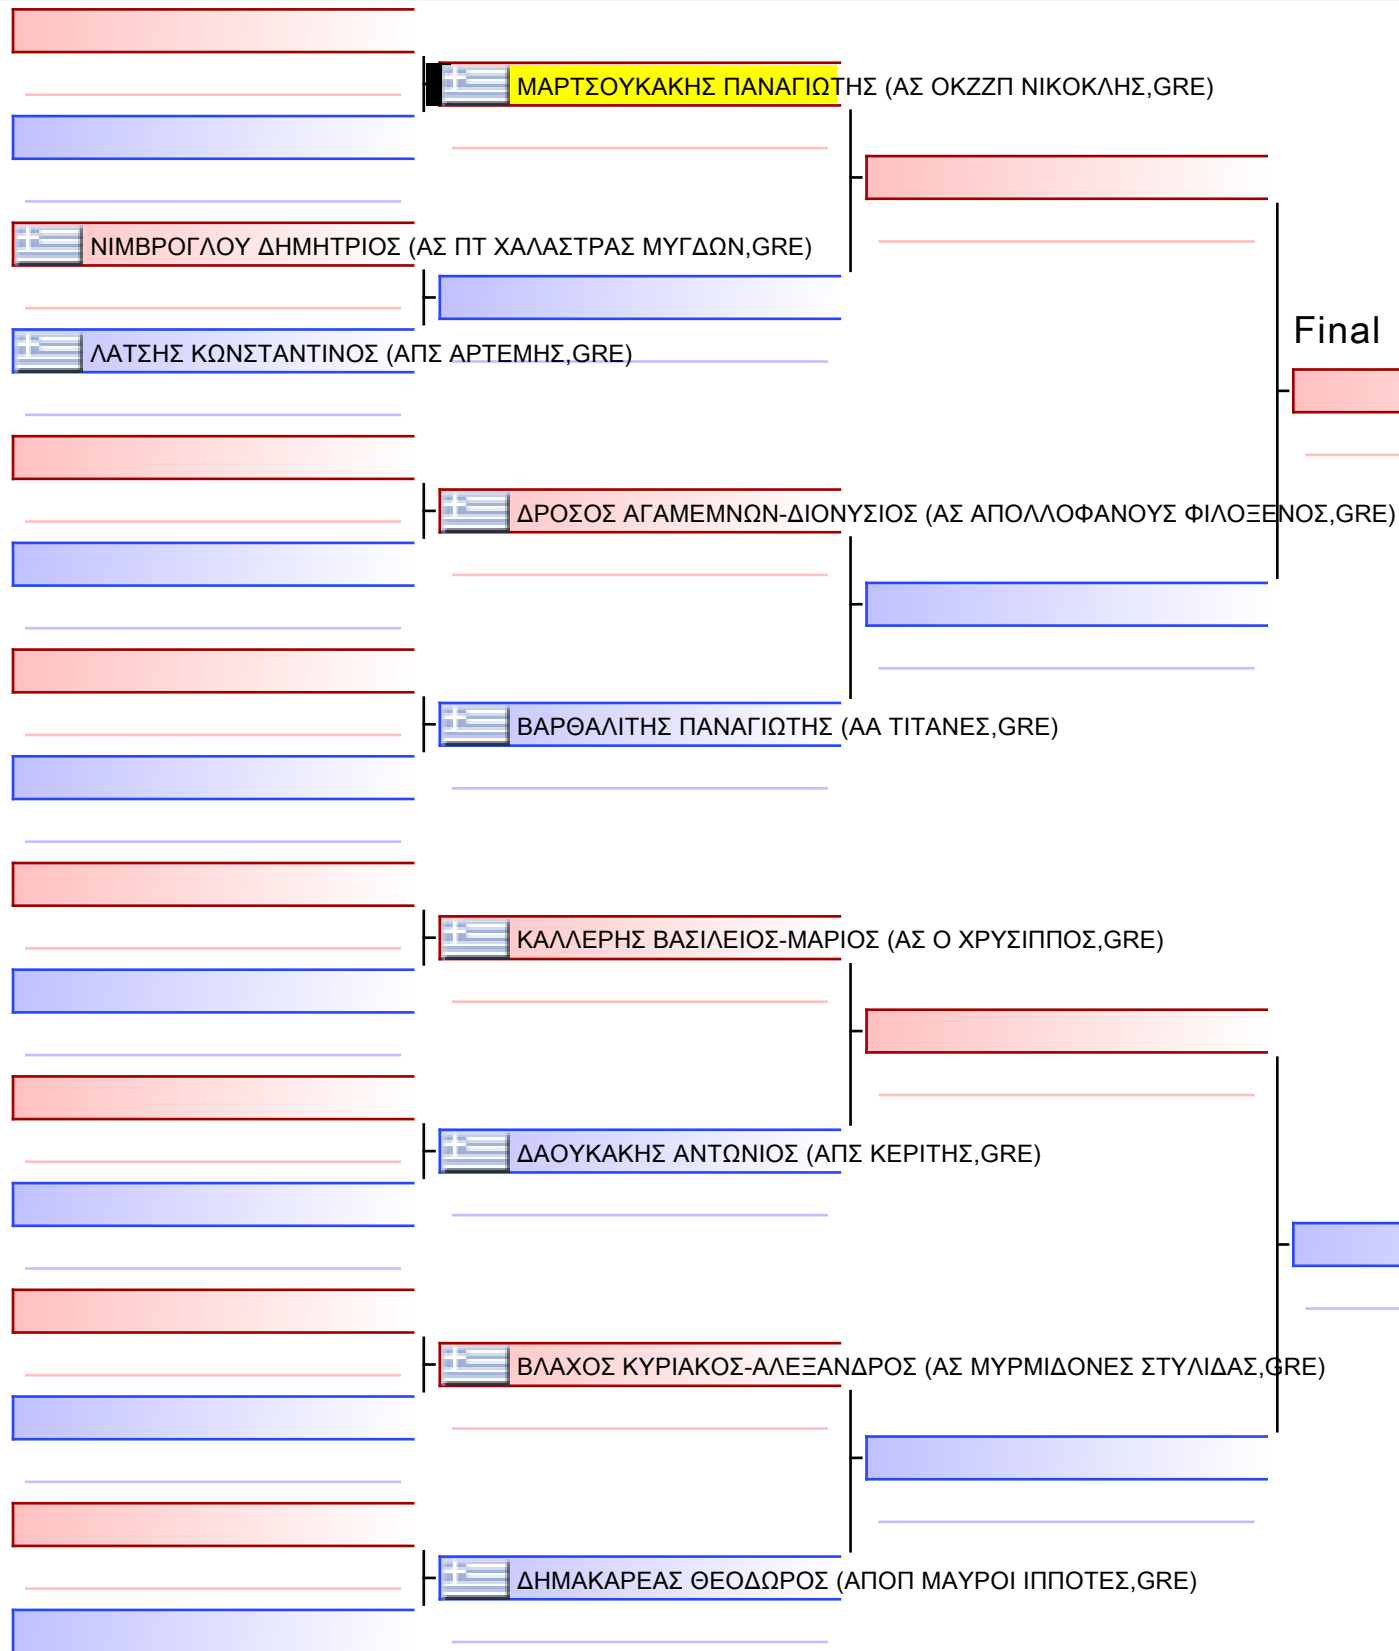 ΜΑΡΤΣΟΥΚΑΚΗΣ ΠΑΝΑΓΙΩΤΗΣ (ΑΣ ΟΚΖΖΠ ΝΙΚΟΚΛΗΣ,GRE)
ΝΙΜΒΡΟΓΛΟΥ ΔΗΜΗΤΡΙΟΣ (ΑΣ ΠΤ ΧΑΛΑΣΤΡΑΣ ΜΥΓΔΩΝ,GRE)
Final
ΛΑΤΣΗΣ ΚΩΝΣΤΑΝΤΙΝΟΣ (ΑΠΣ ΑΡΤΕΜΗΣ,GRE)
ΔΡΟΣΟΣ ΑΓΑΜΕΜΝΩΝ-ΔΙΟΝΥΣΙΟΣ (ΑΣ ΑΠΟΛΛΟΦΑΝΟΥΣ ΦΙΛΟΞΕΝΟΣ,GRE)
ΒΑΡΘΑΛΙΤΗΣ ΠΑΝΑΓΙΩΤΗΣ (ΑΑ ΤΙΤΑΝΕΣ,GRE)
ΚΑΛΛΕΡΗΣ ΒΑΣΙΛΕΙΟΣ-ΜΑΡΙΟΣ (ΑΣ Ο ΧΡΥΣΙΠΠΟΣ,GRE)
ΔΑΟΥΚΑΚΗΣ ΑΝΤΩΝΙΟΣ (ΑΠΣ ΚΕΡΙΤΗΣ,GRE)
ΒΛΑΧΟΣ ΚΥΡΙΑΚΟΣ-ΑΛΕΞΑΝΔΡΟΣ (ΑΣ ΜΥΡΜΙΔΟΝΕΣ ΣΤΥΛΙΔΑΣ,GRE)
ΔΗΜΑΚΑΡΕΑΣ ΘΕΟΔΩΡΟΣ (ΑΠΟΠ ΜΑΥΡΟΙ ΙΠΠΟΤΕΣ,GRE)